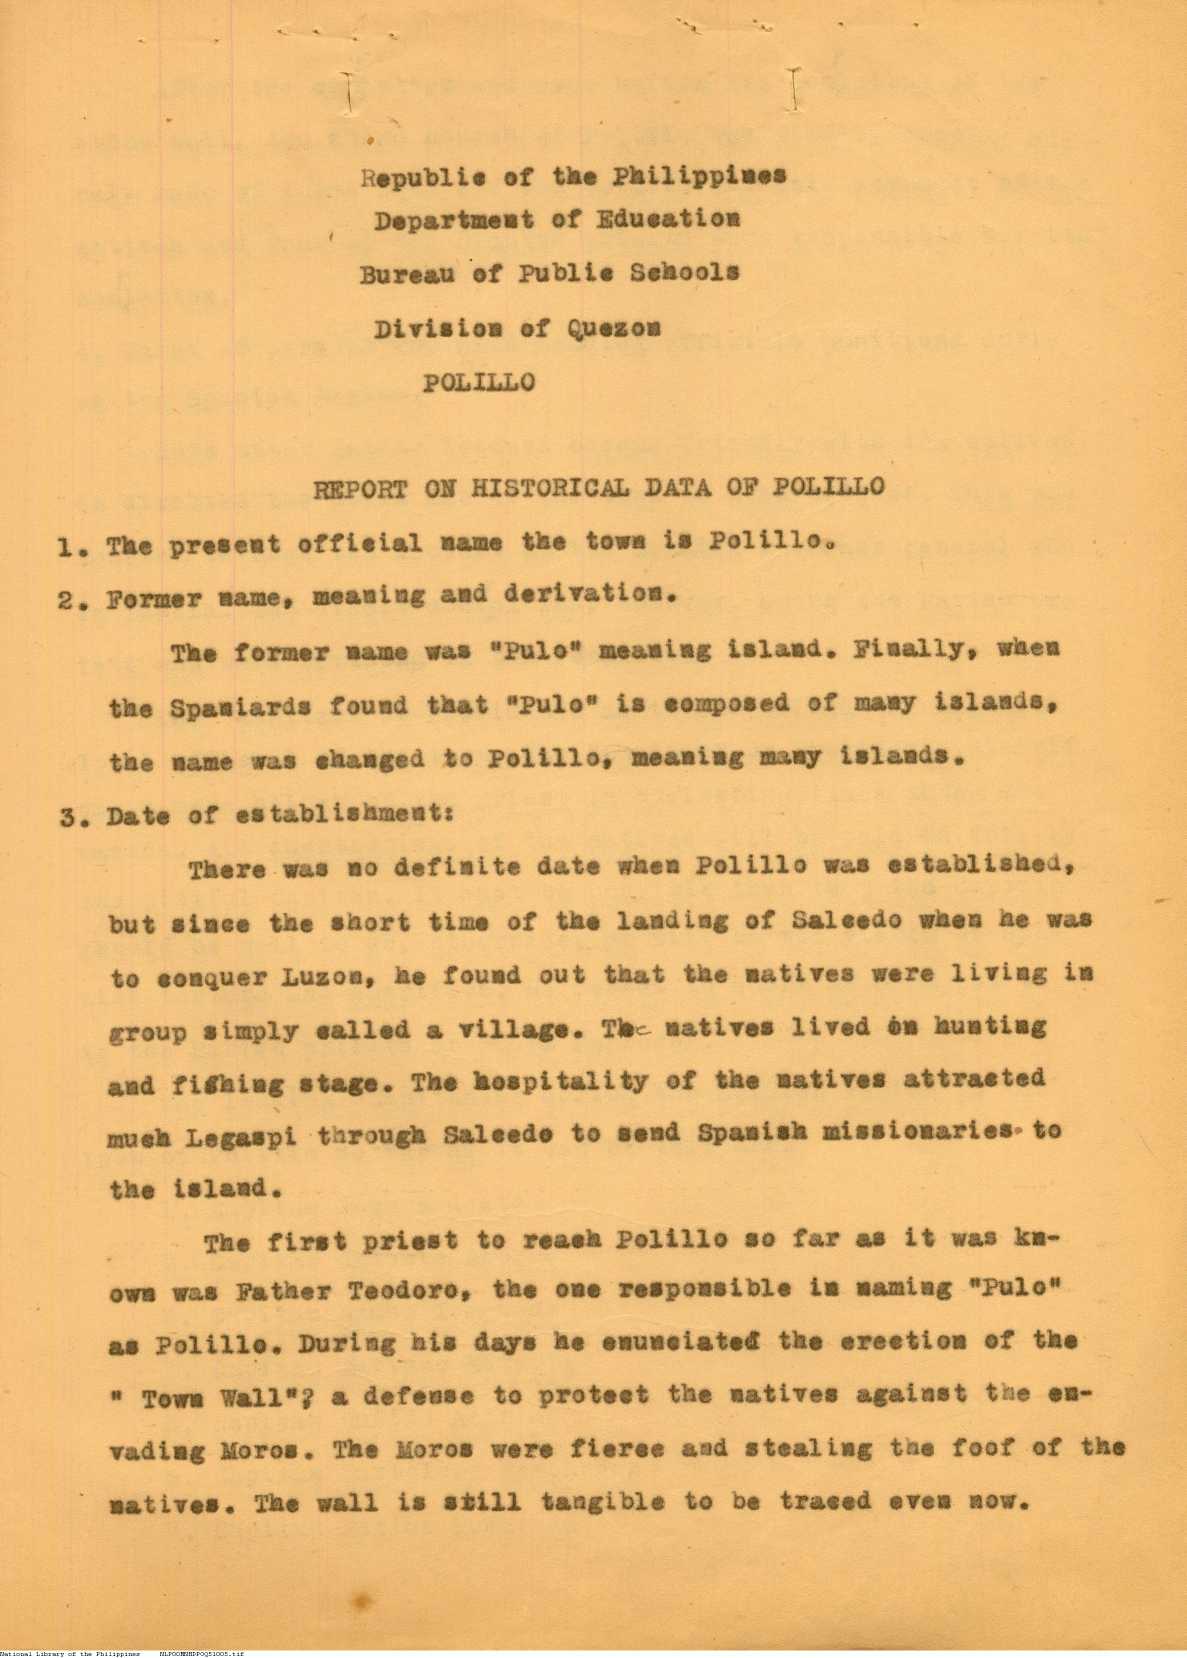 Republic of the Philippines
Department of Education
Bureau of Public Schools
Division of Quezon
POLILLO
REPORT ON HISTORICAL DATA OF POLILLO
1. The present official name the town is Polillo.
2. Former name, meaning and derivation.
The former name was "Pulo" meaning island. Finally, when
the Spaniards found that "Pulo" is composed of many islands,
the name was changed to Polillo, meaning many islands.
3. Date of establishment:
There was no definite date when Polillo was established,
but since the short time of the landing of Salcedo when he was
to conquer Luzon, he found out that the natives were living in
group simply called a village. The natives lived on hunting
and fishing stage. The hospitality of the natives attracted
much Legaspi through Salcedo to send Spanish missionaries to
the island.
The first priest to reach Polillo so far as it was kn-
own was Father Teodoro, the one responsible in naming "Pulo"
as Polillo. During his days he enunciated the erection of the
" Town Wall"? a defense to protect the natives against the en-
vading Moros. The Moros were fierce and stealing the foof of the
natives. The wall is still tangible to be traced even now.
National Library of the Philippines NLPOOMNHDPOQ51005.tif